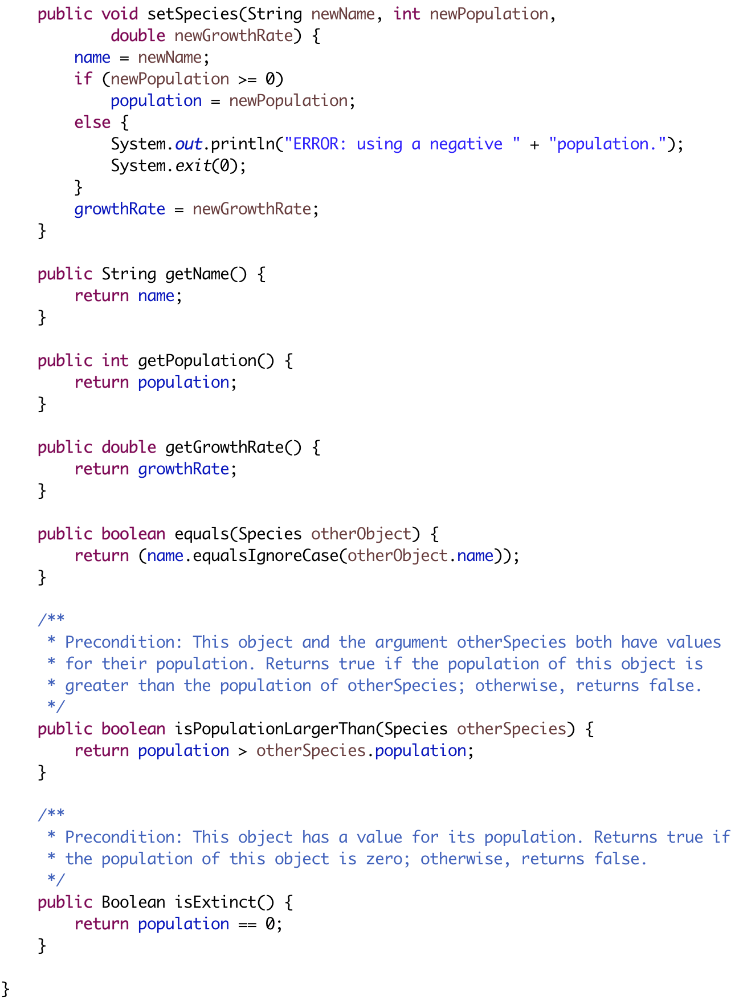 public void setSpecies(String newName, int newPopulation,
double newGrowthRate) {
name = newName;
if (newPopulation >= 0)
population = newPopulation;
else {
System.out.println("ERROR: using a negative " + "population.");
System.exit(0);
}
growthRate = newGrowthRate;
}
public String getName() {
return name;
}
public int getPopulation() {
return population;
}
public double getGrowthRate() {
return growthRate;
}
public boolean equals(Species otherObject) {
return (name.equalsIgnoreCase(otherObject.name));
}
/**
* Precondition: This object and the argument otherSpecies both have values
* for their population. Returns true if the population of this object is
* greater than the population of otherSpecies; otherwise, returns false.
*/
public boolean isPopulationLargerThan(Species otherSpecies) {
return population > otherSpecies.population;
}
/**
* Precondition: This object has a value for its population. Returns true if
* the population of this object is zero; otherwise, returns false.
*/
public Boolean isExtinct() {
return population == 0;
}
}